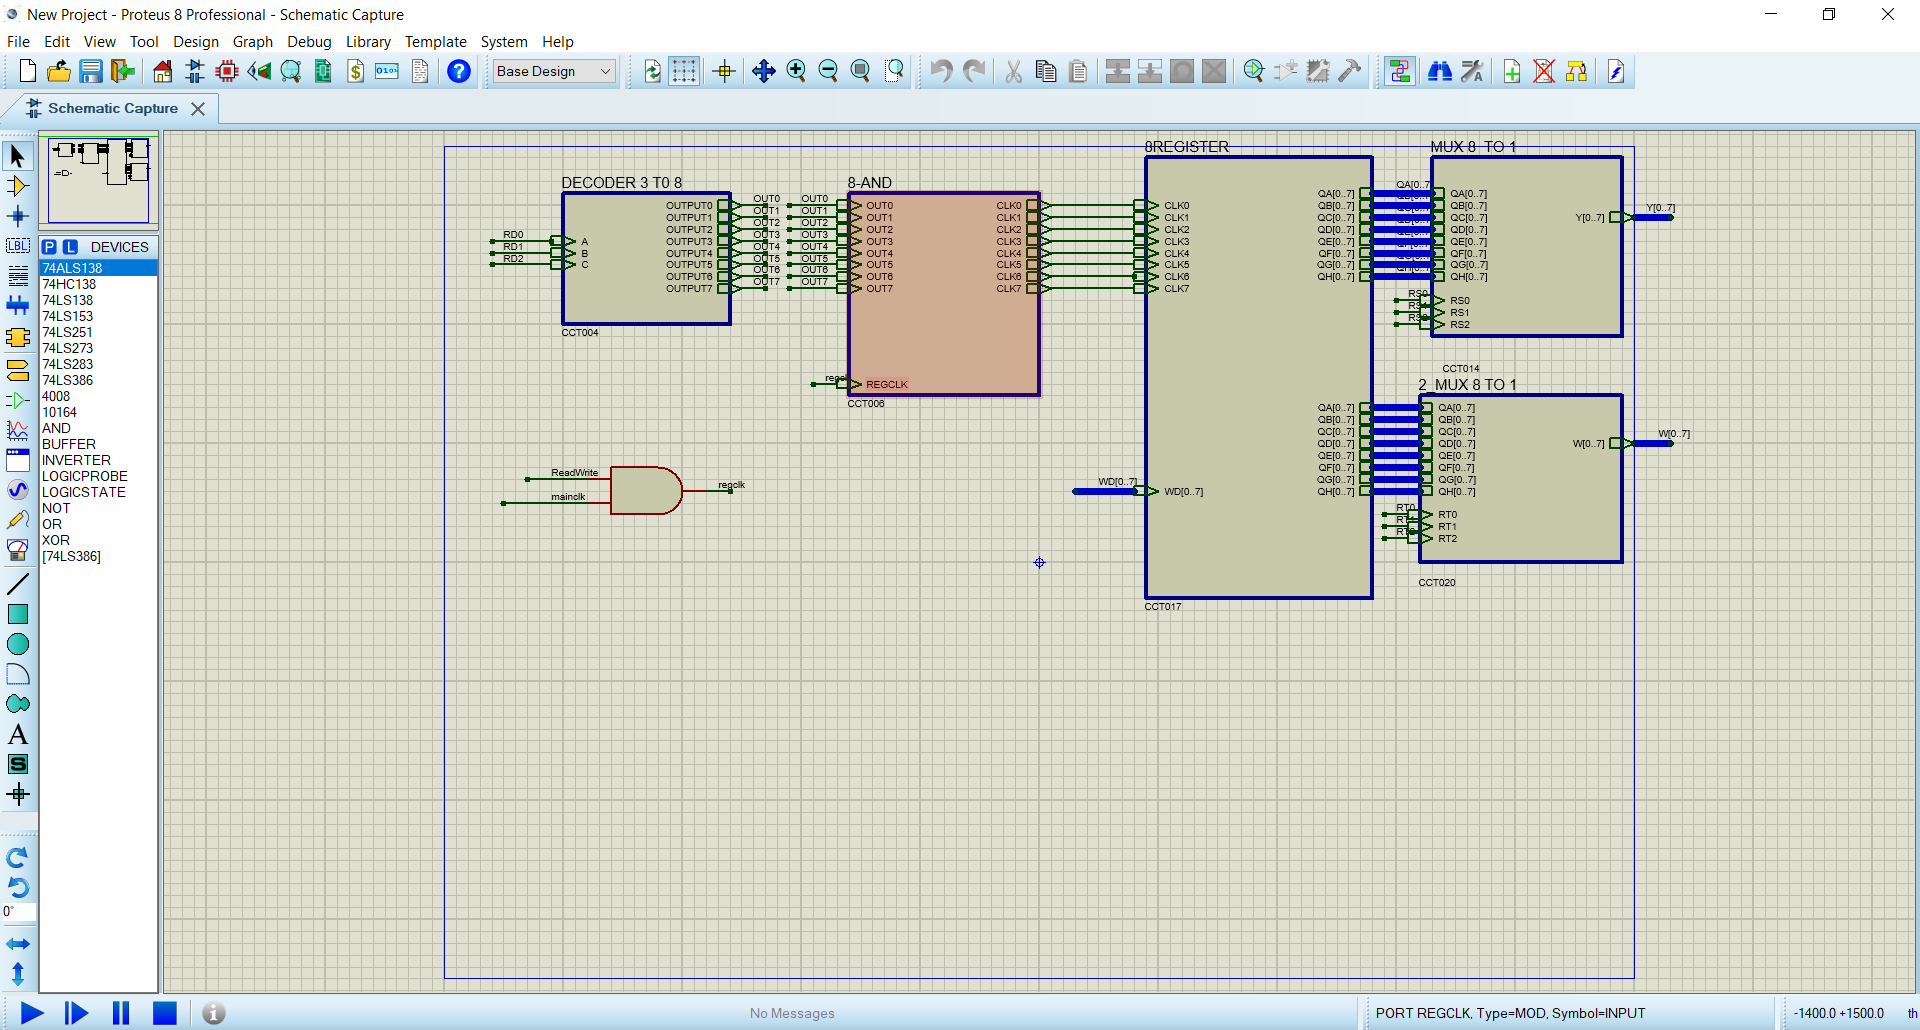 New Project - Proteus 8 Professional - Schematic Capture
File Edit View Tool Design Graph Debug Library Template System Help
Base Design
Schematic Capture
P L DEVICES
74ALS138
74HC138
74LS138
74LS153
74LS251
74LS273
74LS283
74LS386
4008
10164
AND
BUFFER
INVERTER
LOGICPROBE
LOGICSTATE
NOT
OR
XOR
[74LS386]
0°
DECODER 3 T0 8
RD0
RD1
RD2
A
B
C
OUTPUT0
OUTPUT1
OUTPUT2
OUTPUT3
OUTPUT4
OUTPUT5
OUTPUT6
OUTPUT7
CCT004
OUT0
OUT1
OUT2
OUT3
OUT4
OUT5
OUT6
OUT7
OUT0
OUT1
OUT2
OUT3
OUT4
OUT5
OUT6
OUT7
8-AND
OUT0
OUT1
OUT2
OUT3
OUT4
OUT5
OUT6
OUT7
CLK0
CLK1
CLK2
CLK3
CLK4
CLK5
CLK6
CLK7
REGCLK
CCT006
ReadWrite
mainclk
regclk
8REGISTER
CLK0
CLK1
CLK2
CLK3
CLK4
CLK5
CLK6
CLK7
WD[0..7]
WD[0..7]
QA[0..7]
QB[0..7]
QC[0..7]
QD[0..7]
QE[0..7]
QF[0..7]
QG[0..7]
QH[0..7]
QA[0..7]
QB[0..7]
QC[0..7]
QD[0..7]
QE[0..7]
QF[0..7]
QG[0..7]
QH[0..7]
CCT017
MUX 8 TO 1
QA[0..7]
QB[0..7]
QC[0..7]
QD[0..7]
QE[0..7]
QF[0..7]
QG[0..7]
QH[0..7]
RS0
RS1
RS2
Y[0..7]
Y[0..7]
CCT014
2_MUX 8 TO 1
QA[0..7]
QB[0..7]
QC[0..7]
QD[0..7]
QE[0..7]
QF[0..7]
QG[0..7]
QH[0..7]
RT0
RT1
RT2
W[0..7]
W[0..7]
CCT020
No Messages
PORT REGCLK, Type=MOD, Symbol=INPUT
-1400.0 +1500.0 th